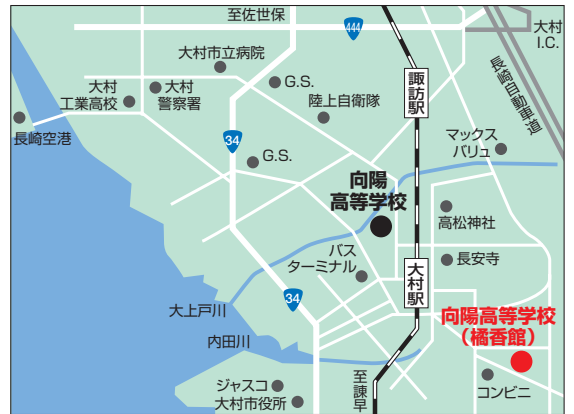 至佐世保
444
大村
I.C.
大村市立病院
G.S.
諏訪駅
長崎自動車道
大村
工業高校
大村
警察署
陸上自衛隊
長崎空港
マックス
バリュ
34
G.S.
向陽
高等学校
高松神社
バス
ターミナル
長安寺
大村駅
34
大上戸川
向陽高等学校
（橘香館）
内田川
ジャスコ
至諫早
コンビニ
大村市役所